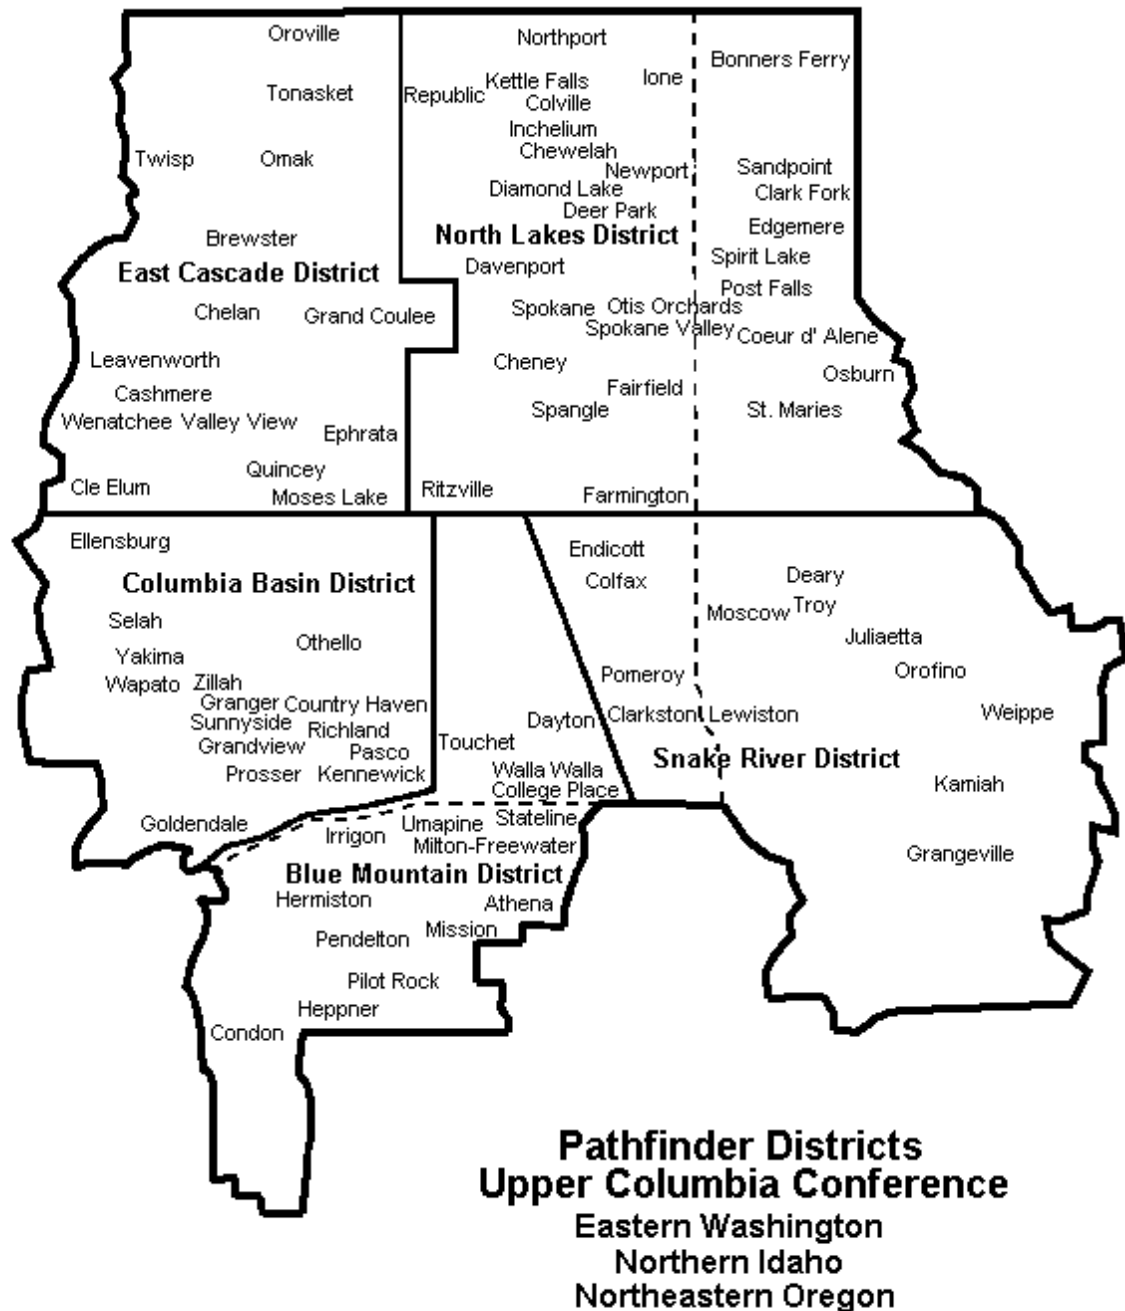 Oroville
Northport
Bonners Ferry
Ione
Kettle Falls
Tonasket
Republic
Colville
Inchelium
Chewelah
Twisp
Omak
Newport
Sandpoint
Diamond Lake
Clark Fork
Deer Park
Edgemere
Brewster
North Lakes District
Spirit Lake
East Cascade District
Davenport
Post Falls
Chelan
Grand Coulee
Spokane
Otis Orchards
Spokane Valley
Coeur d' Alene
Leavenworth
Cheney
Osburn
Cashmere
Fairfield
Spangle
St. Maries
Wenatchee Valley View
Ephrata
Quincey
Cle Elum
Moses Lake
Ritzville
Farmington
Ellensburg
Endicott
Columbia Basin District
Colfax
Deary
Troy
Moscow
Selah
Othello
Juliaetta
Yakima
Orofino
Wapato
Zillah
Pomeroy
Granger
Country Haven
Sunnyside
Richland
Dayton
Clarkston
Lewiston
Weippe
Grandview
Pasco
Touchet
Snake River District
Prosser
Kennewick
Walla Walla
College Place
Kamiah
Goldendale
Irrigon
Umapine
Stateline
Milton-Freewater
Grangeville
Blue Mountain District
Hermiston
Athena
Pendelton
Mission
Pilot Rock
Heppner
Condon
Pathfinder Districts
Upper Columbia Conference
Eastern Washington
Northern Idaho
Northeastern Oregon